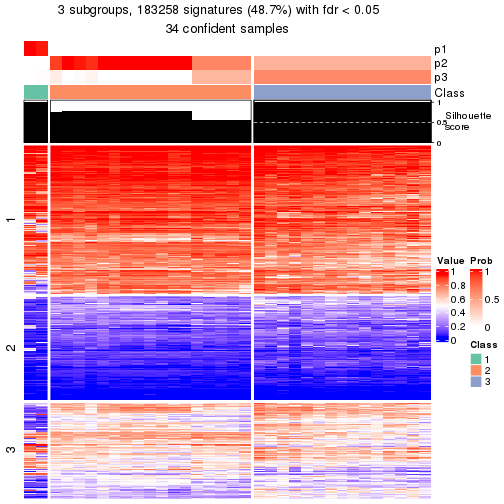 3 subgroups, 183258 signatures (48.7%) with fdr < 0.05
34 confident samples
p1
p2
p3
Class
1
0.5
0
Silhouette
score
1
2
3
Value
1
0.8
0.6
0.4
0.2
0
Prob
1
0.5
0
Class
1
2
3